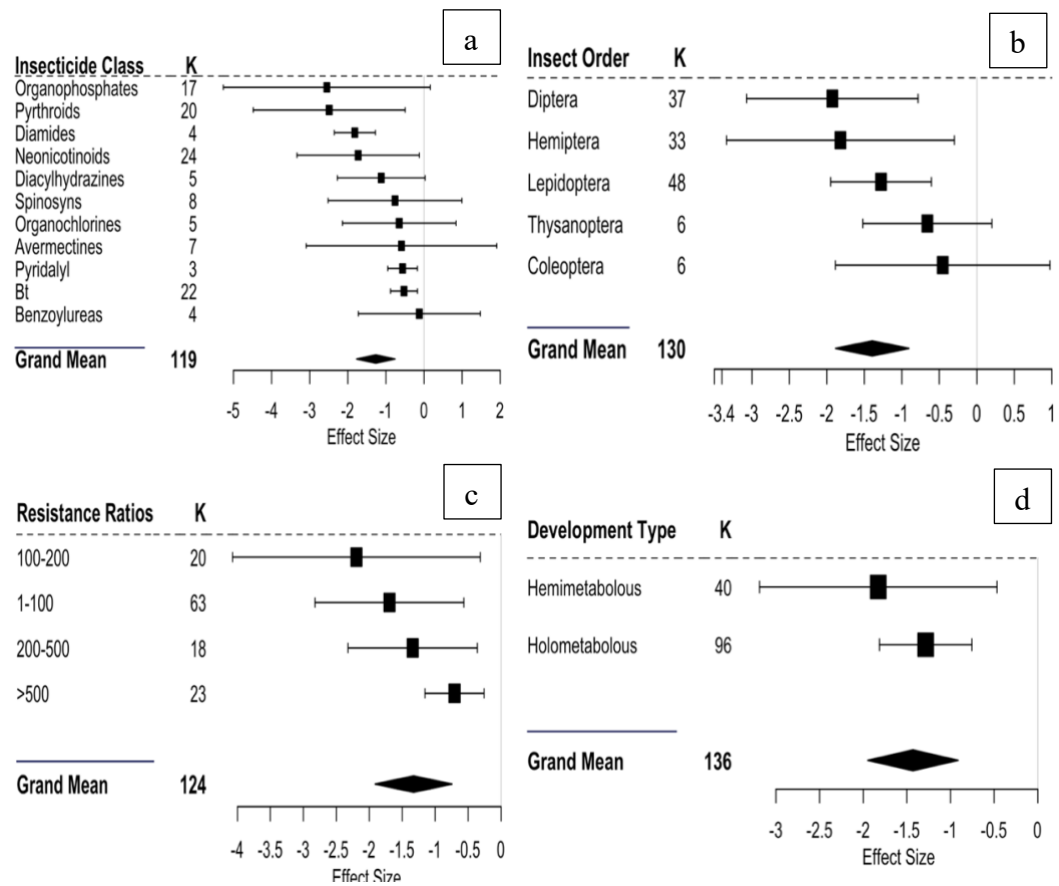 a
Insecticide Class K
Organophosphates 17
Pyrthroids 20
Diamides 4
Neonicotinoids 24
Diacylhydrazines 5
Spinosyns 8
Organochlorines 5
Avermectines 7
Pyridalyl 3
Bt 22
Benzoylureas 4
Grand Mean 119
-5 -4 -3 -2 -1 0 1 2
Effect Size
b
Insect Order K
Diptera 37
Hemiptera 33
Lepidoptera 48
Thysanoptera 6
Coleoptera 6
Grand Mean 130
-3.4 -3 -2.5 -2 -1.5 -1 -0.5 0 0.5 1
Effect Size
c
Resistance Ratios K
100-200 20
1-100 63
200-500 18
>500 23
Grand Mean 124
-4 -3.5 -3 -2.5 -2 -1.5 -1 -0.5 0
Effect Size
d
Development Type K
Hemimetabolous 40
Holometabolous 96
Grand Mean 136
-3 -2.5 -2 -1.5 -1 -0.5 0
Effect Size